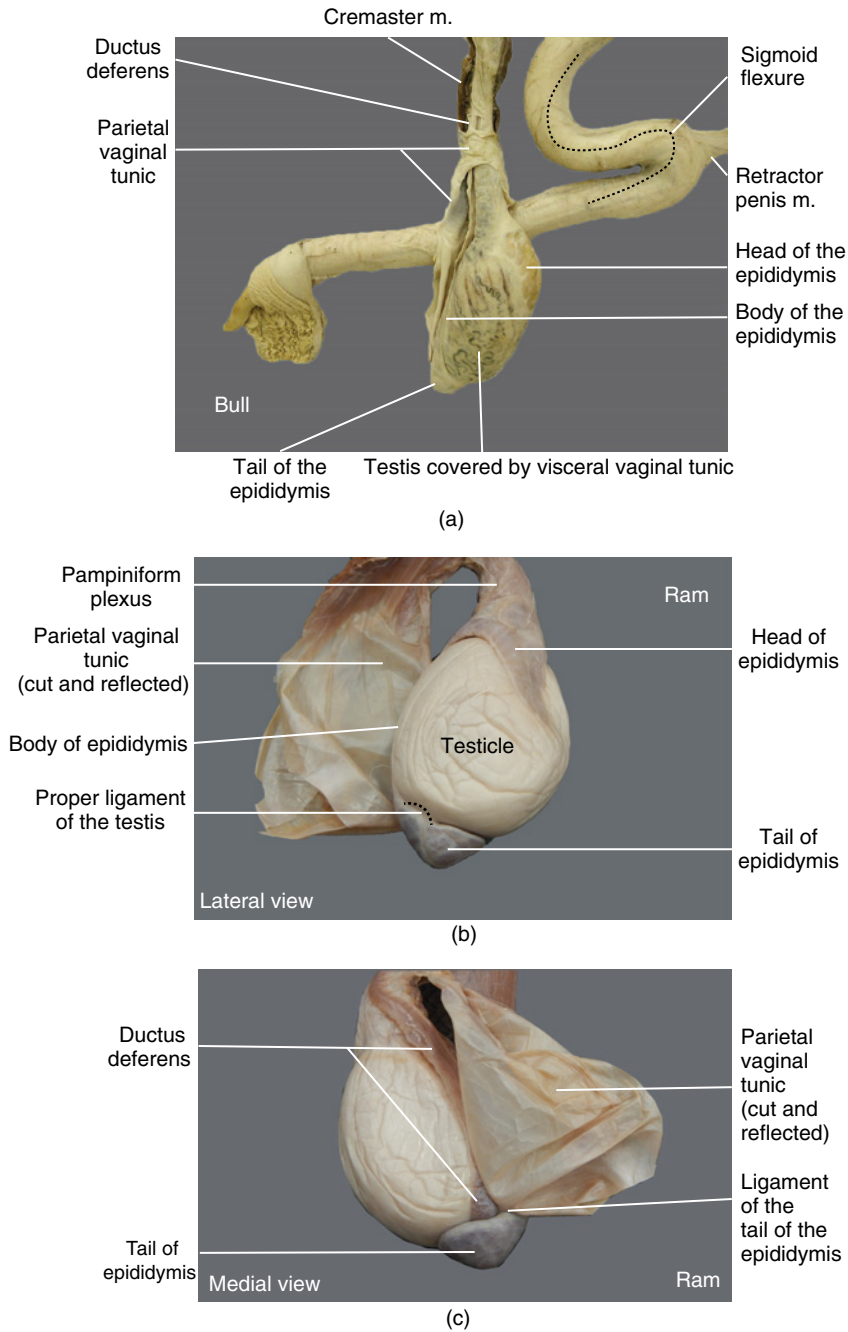 Cremaster m.
Ductus
deferens
Sigmoid
flexure
Parietal
vaginal
tunic
Retractor
penis m.
Head of the
epididymis
Body of the
epididymis
Bull
Tail of the
epididymis
Testis covered by visceral vaginal tunic
(a)
Pampiniform
plexus
Ram
Parietal vaginal
tunic
(cut and reflected)
Head of
epididymis
Body of epididymis
Testicle
Proper ligament
of the testis
Tail of
epididymis
Lateral view
(b)
Ductus
deferens
Parietal
vaginal
tunic
(cut and
reflected)
Ligament
of the
tail of the
epididymis
Tail of
epididymis
Medial view
Ram
(c)